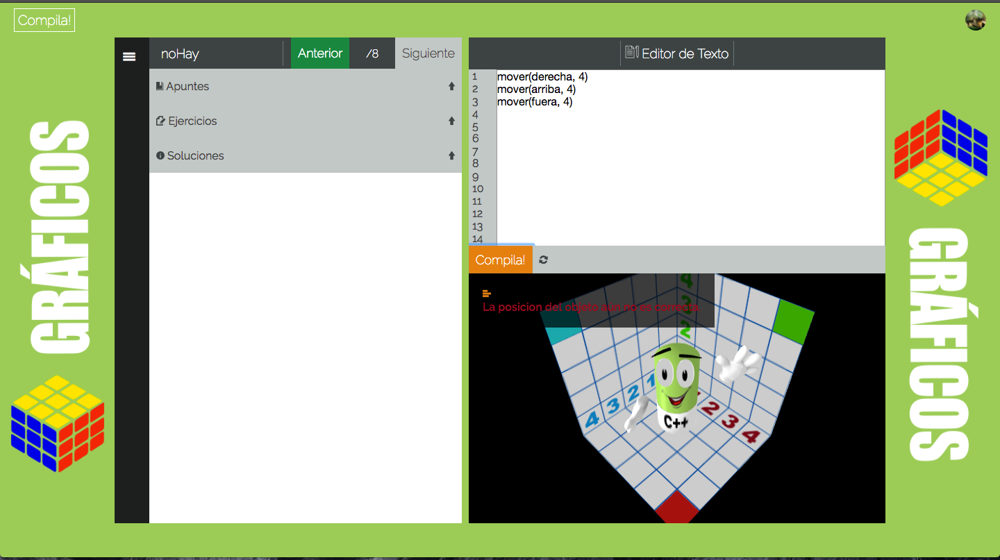 Compila!
GRÁFICOS
noHay
Anterior
/8
Siguiente
Apuntes
Ejercicios
Soluciones
Editor de Texto
1 mover(derecha, 4)
2 mover(arriba, 4)
3 mover(fuera, 4)
4
5
6
7
8
9
10
11
12
13
14
Compila!
La posicion del objeto aún no es correcta
4
3
2
4 3 2 1
2 3 4
C++
GRÁFICOS